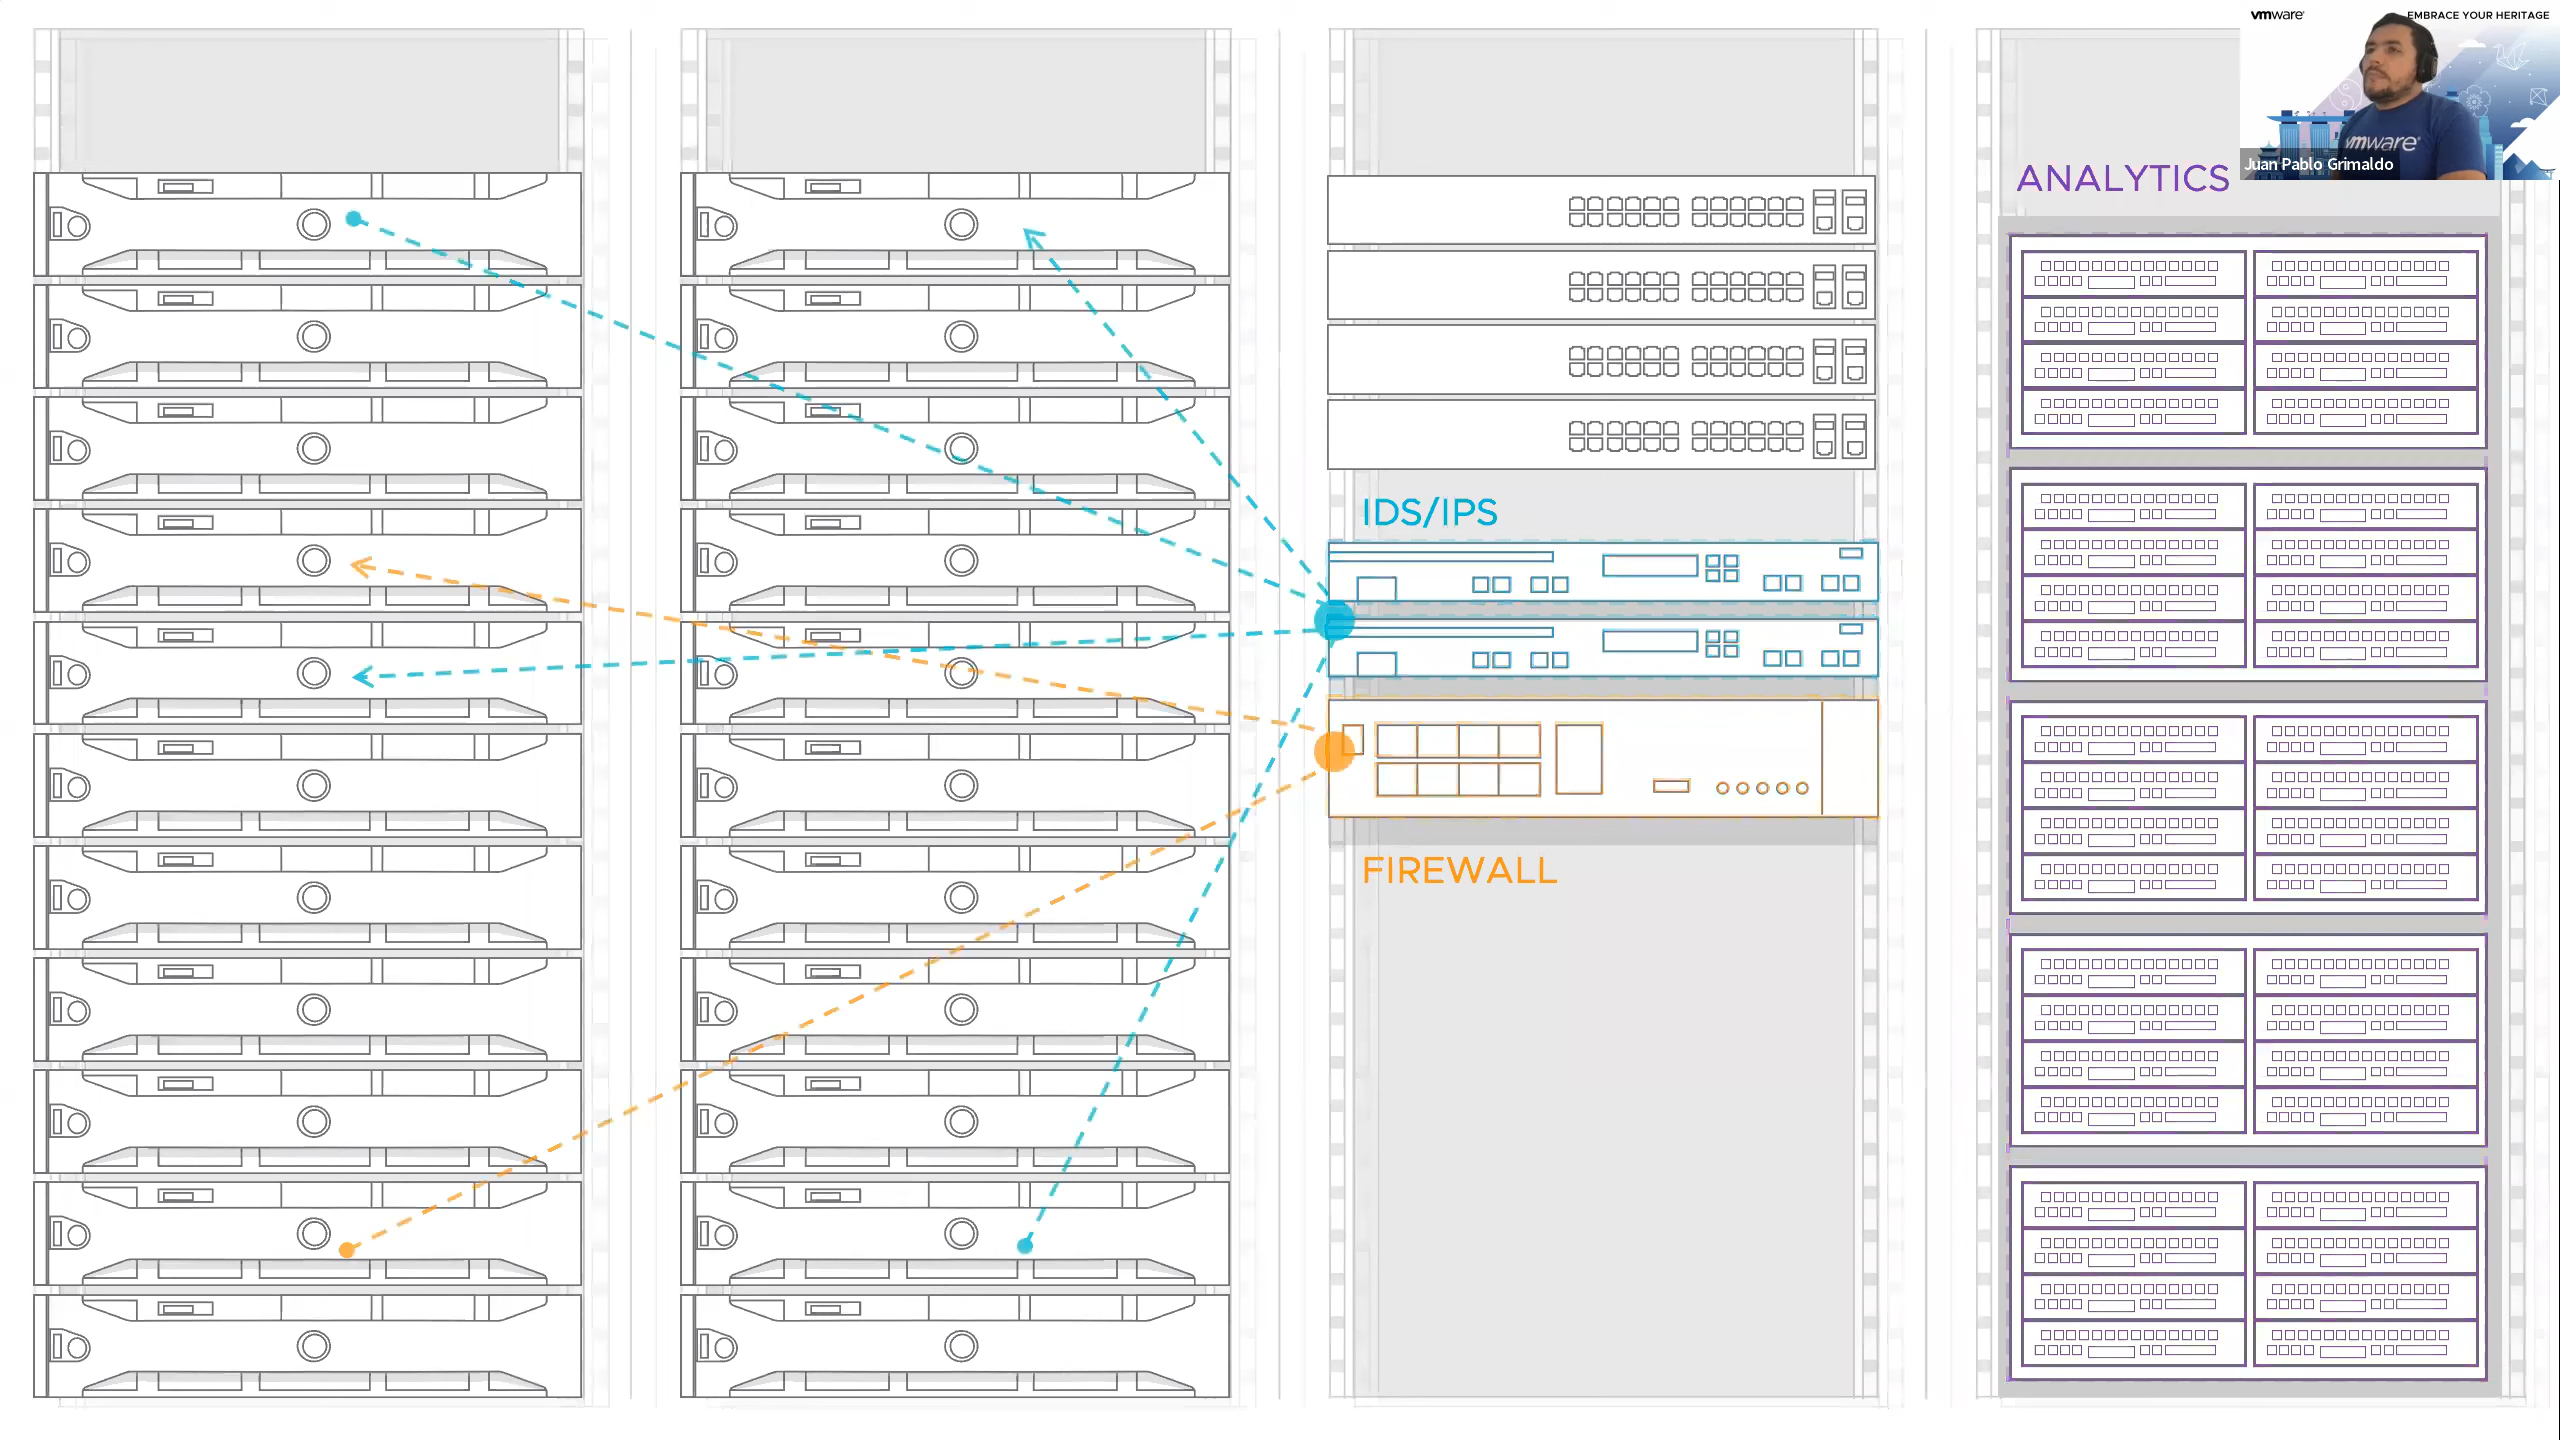 vmware
EMBRACE YOUR HERITAGE
vmware
Juan Pablo Grimaldo
ANALYTICS
IDS/IPS
FIREWALL